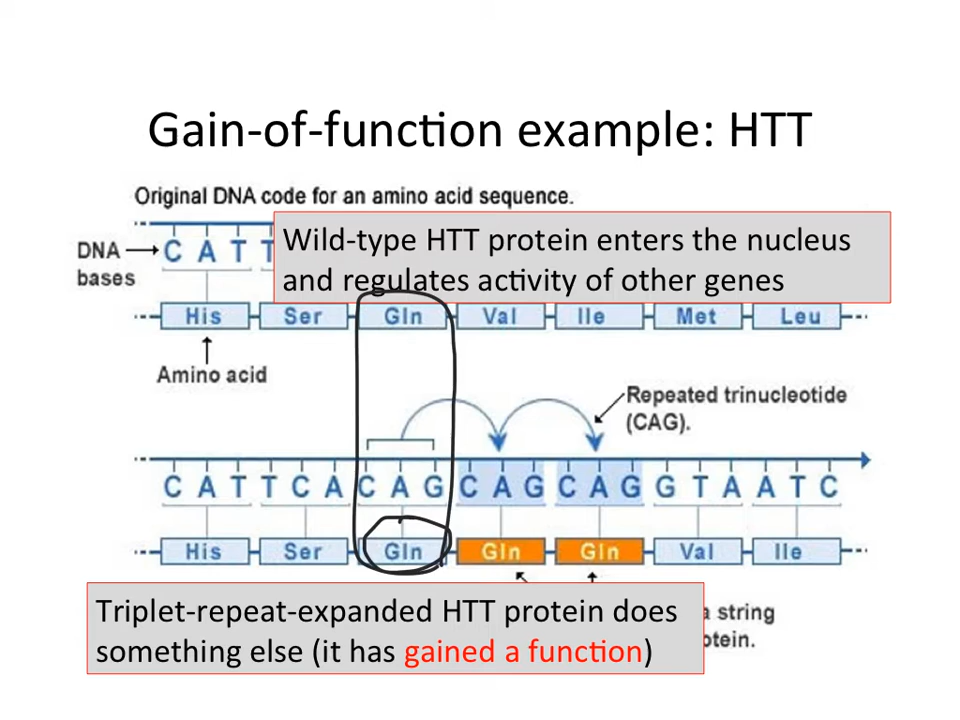 Gain-of-function example: HTT
Original DNA code for an amino acid sequence.
DNA bases
C A T T
Wild-type HTT protein enters the nucleus
and regulates activity of other genes
His Ser Gln Val Ile Met Leu
Amino acid
Repeated trinucleotide
(CAG).
C A T T C A C A G C A G C A G G T A A T C
His Ser Gln Gln Gln Val Ile
Triplet-repeat-expanded HTT protein does
something else (it has gained a function)
a string